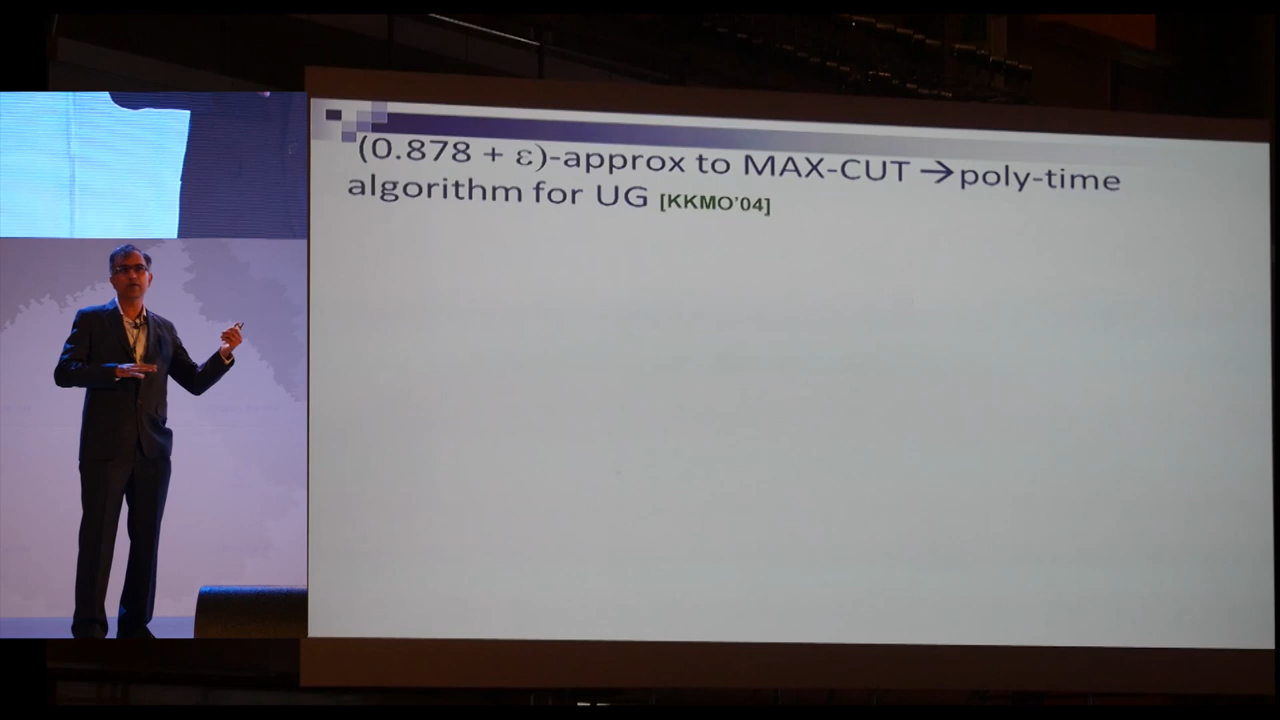 (0.878 + ε)-approx to MAX-CUT →poly-time
algorithm for UG [KKMO’04]